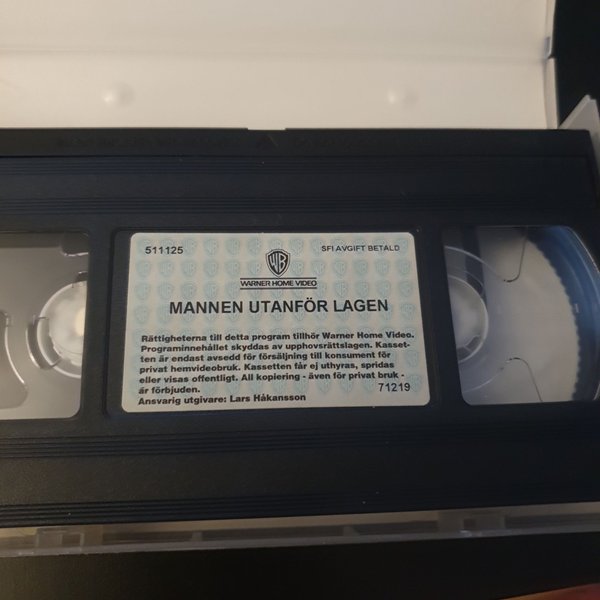 511125
SFI AVGIFT BETALD
WB
WARNER HOME VIDEO
MANNEN UTANFÖR LAGEN
Rättigheterna till detta program tillhör Warner Home Video.
Programinnehållet skyddas av upphovsrättslagen. Kasset-
ten är endast avsedd för försäljning till konsument för
privat hemvideobruk. Kassetten får ej uthyras, spridas
eller visas offentligt. All kopiering - även för privat bruk -
är förbjuden.
71219
Ansvarig utgivare: Lars Håkansson